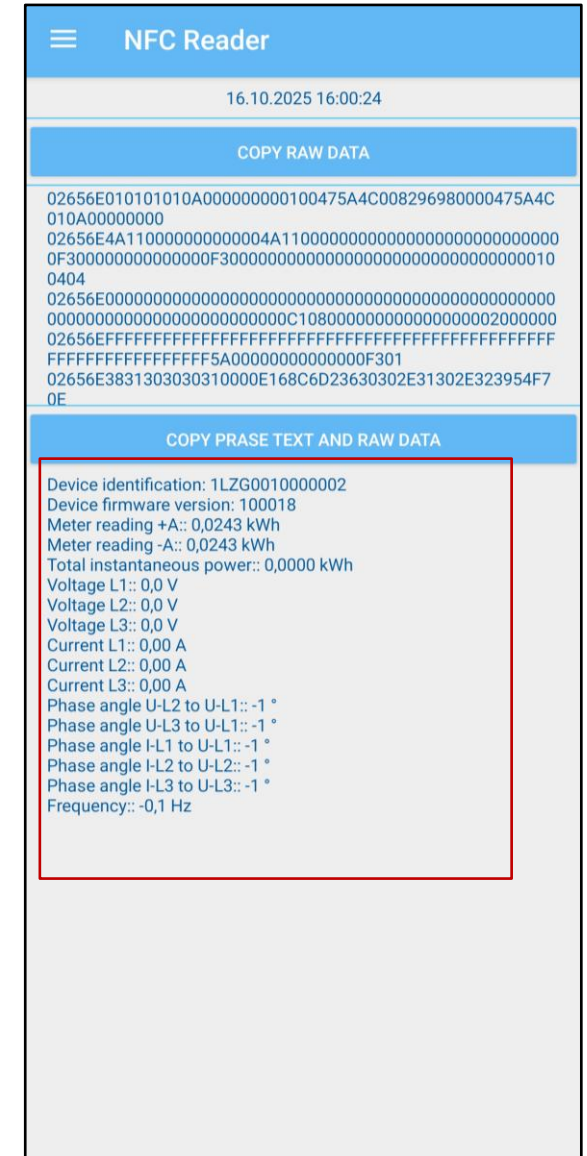 NFC Reader
16.10.2025 16:00:24
COPY RAW DATA
02656E010101010A000000000100475A4C008296980000475A4C
010A00000000
02656E4A110000000000004A1100000000000000000000000000
0F300000000000000F3000000000000000000000000000000010
0404
02656E0000000000000000000000000000000000000000000000
0000000000000000000000000C10800000000000000002000000
02656EFFFFFFFFFFFFFFFFFFFFFFFFFFFFFFFFFFFFFFFFFFFFFF
FFFFFFFFFFFFFFFFF5A00000000000000F301
02656E3831303030310000E168C6D23630302E31302E323954F7
0E
COPY PRASE TEXT AND RAW DATA
Device identification: 1LZG0010000002
Device firmware version: 100018
Meter reading +A:: 0,0243 kWh
Meter reading -A:: 0,0243 kWh
Total instantaneous power:: 0,0000 kWh
Voltage L1:: 0,0 V
Voltage L2:: 0,0 V
Voltage L3:: 0,0 V
Current L1:: 0,00 A
Current L2:: 0,00 A
Current L3:: 0,00 A
Phase angle U-L2 to U-L1:: -1 °
Phase angle U-L3 to U-L1:: -1 °
Phase angle I-L1 to U-L1:: -1 °
Phase angle I-L2 to U-L2:: -1 °
Phase angle I-L3 to U-L3:: -1 °
Frequency:: -0,1 Hz